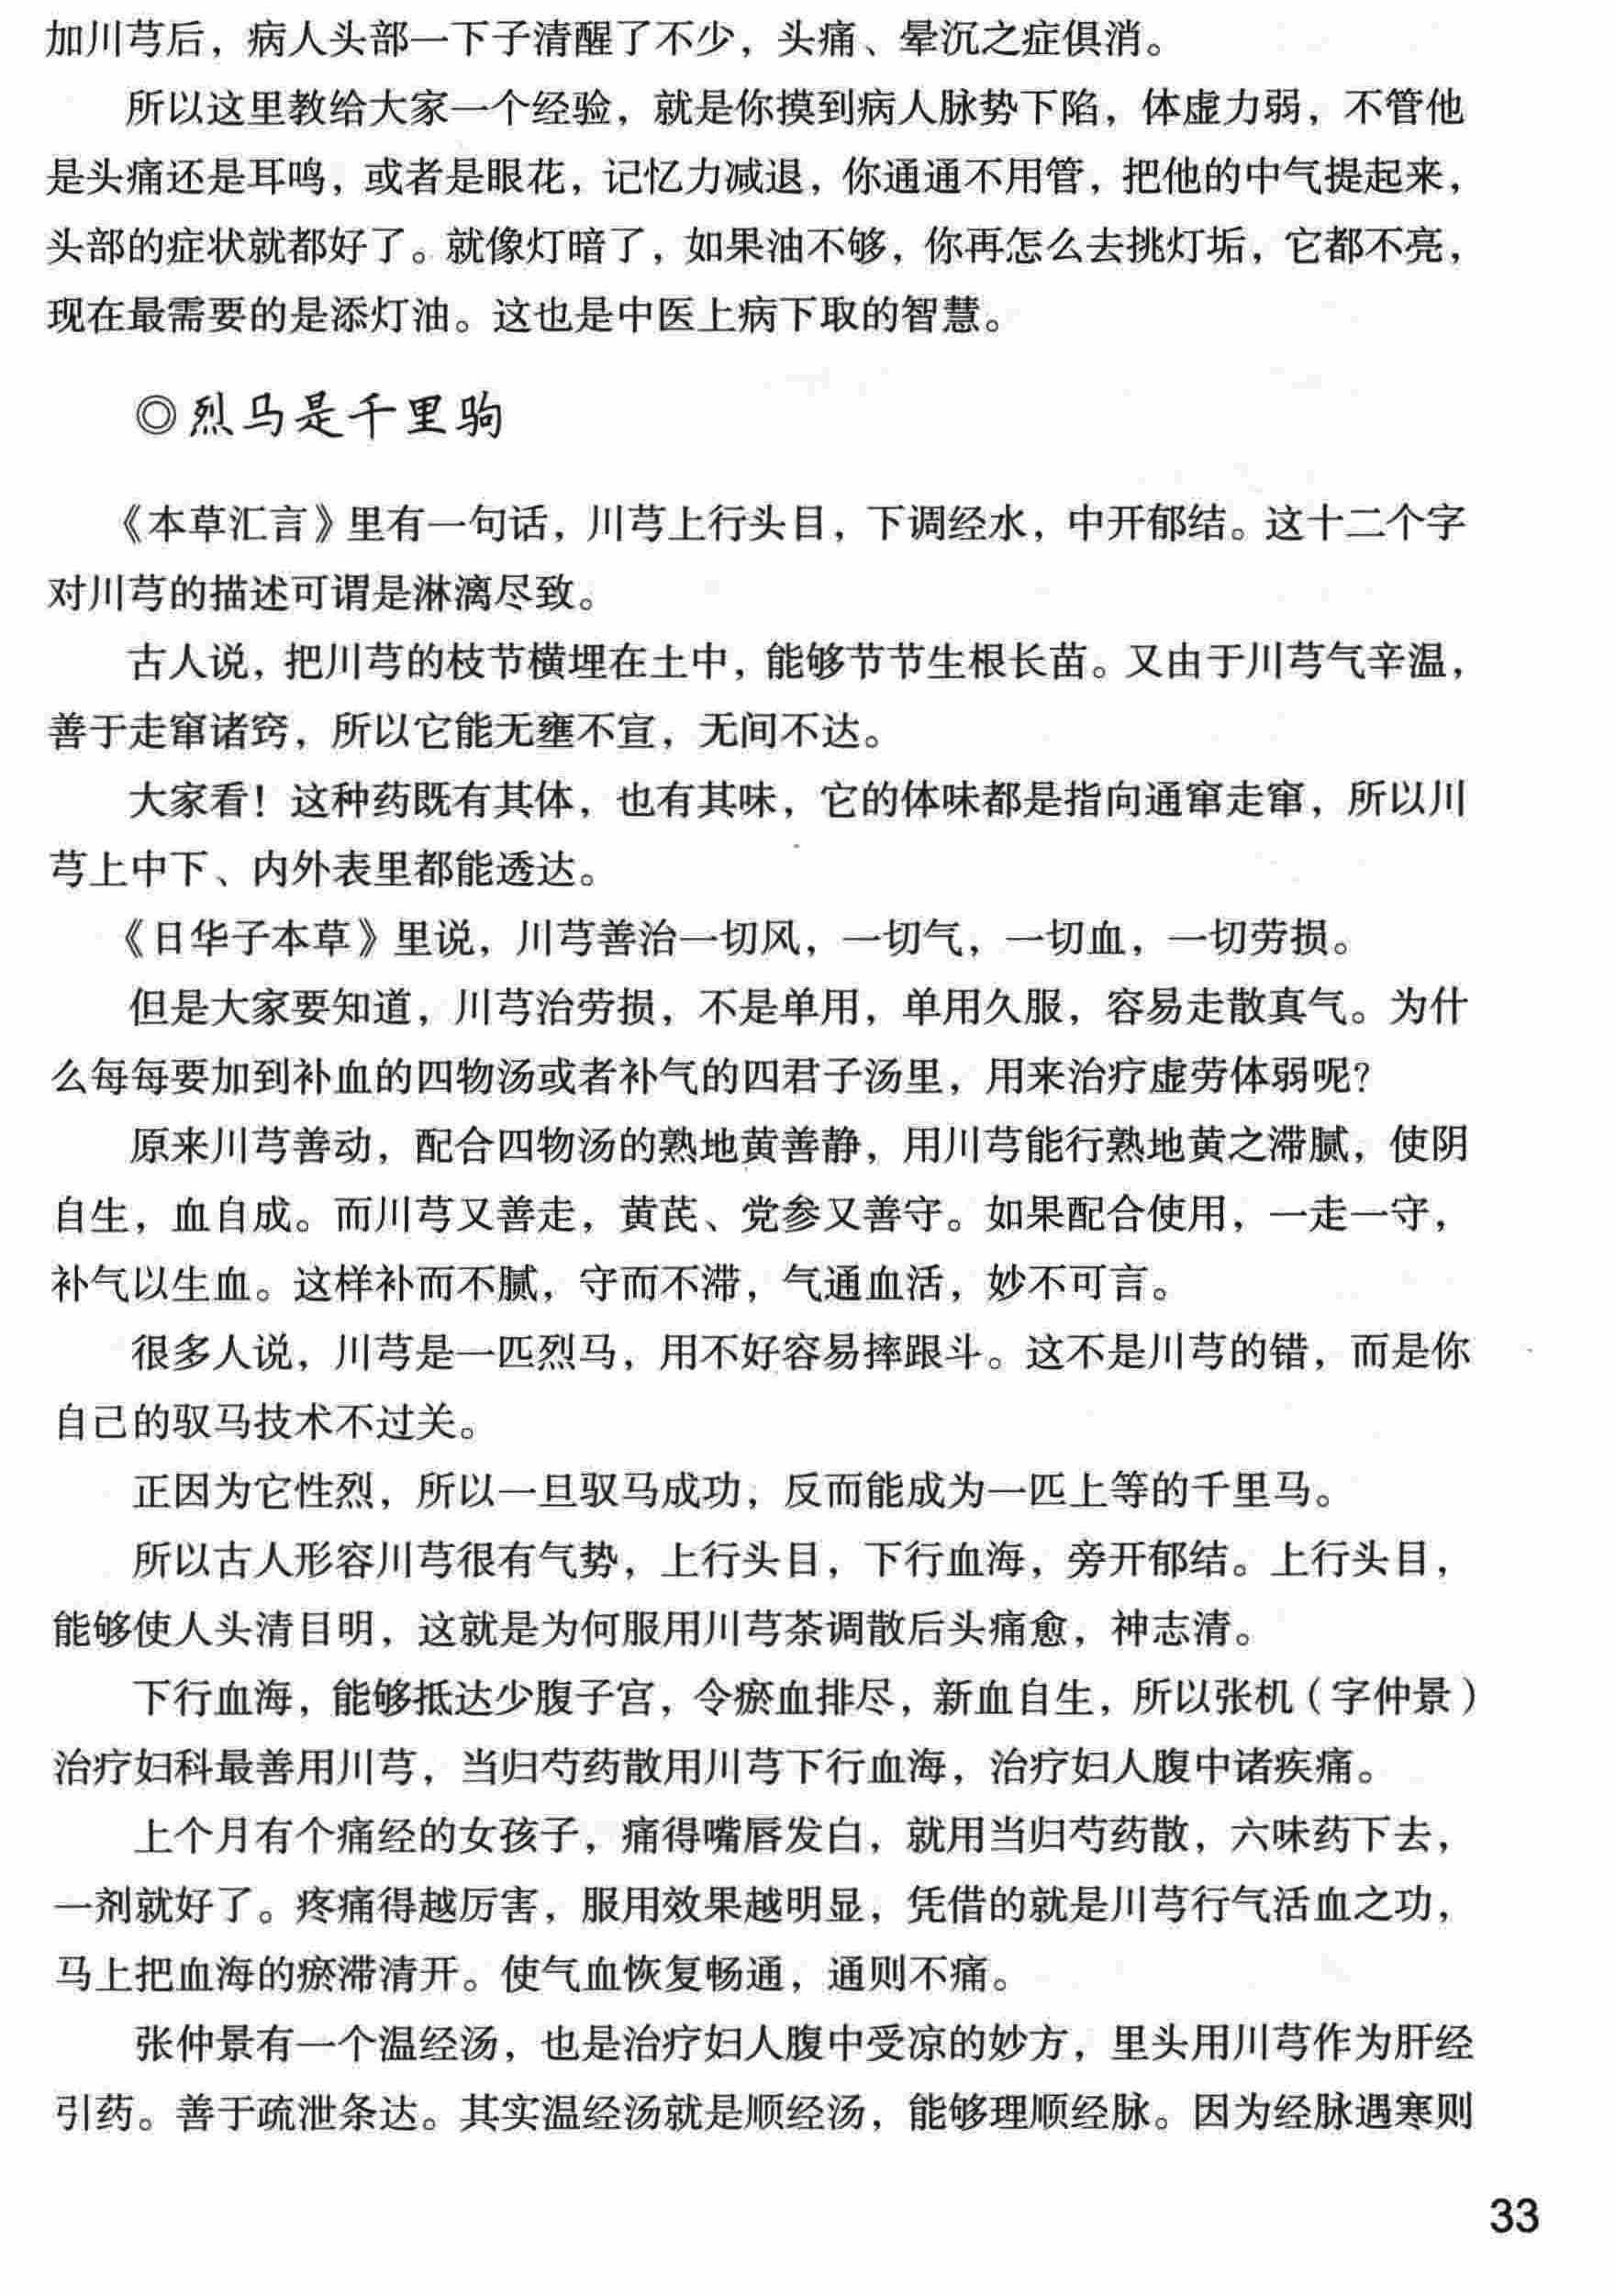 加川芎后，病人头部一下子清醒了不少，头痛、晕沉之症俱消。
所以这里教给大家一个经验，就是你摸到病人脉势下陷，体虚力弱，不管他
是头痛还是耳鸣，或者是眼花，记忆力减退，你通通不用管，把他的中气提起来，
头部的症状就都好了。就像灯暗了，如果油不够，你再怎么去挑灯垢，它都不亮，
现在最需要的是添灯油。这也是中医上病下取的智慧。
◎烈马是千里驹
《本草汇言》里有一句话，川芎上行头目，下调经水，中开郁结。这十二个字
对川芎的描述可谓是淋漓尽致。
古人说，把川芎的枝节横埋在土中，能够节节生根长苗。又由于川芎气辛温，
善于走窜诸窍，所以它能无壅不宣，无间不达。
大家看！这种药既有其体，也有其味，它的体味都是指向通窜走窜，所以川
芎上中下、内外表里都能透达。
《日华子本草》里说，川芎善治一切风，一切气，一切血，一切劳损。
但是大家要知道，川芎治劳损，不是单用，单用久服，容易走散真气。为什
么每每要加到补血的四物汤或者补气的四君子汤里，用来治疗虚劳体弱呢？
原来川芎善动，配合四物汤的熟地黄善静，用川芎能行熟地黄之滞腻，使阴
自生，血自成。而川芎又善走，黄芪、党参又善守。如果配合使用，一走一守，
补气以生血。这样补而不腻，守而不滞，气通血活，妙不可言。
很多人说，川芎是一匹烈马，用不好容易摔跟斗。这不是川芎的错，而是你
自己的驭马技术不过关。
正因为它性烈，所以一旦驭马成功，反而能成为一匹上等的千里马。
所以古人形容川芎很有气势，上行头目，下行血海，旁开郁结。上行头目，
能够使人头清目明，这就是为何服用川芎茶调散后头痛愈，神志清。
下行血海，能够抵达少腹子宫，令瘀血排尽，新血自生，所以张机（字仲景）
治疗妇科最善用川芎，当归芍药散用川芎下行血海，治疗妇人腹中诸疾痛。
上个月有个痛经的女孩子，痛得嘴唇发白，就用当归芍药散，六味药下去，
一剂就好了。疼痛得越厉害，服用效果越明显，凭借的就是川芎行气活血之功，
马上把血海的瘀滞清开。使气血恢复畅通，通则不痛。
张仲景有一个温经汤，也是治疗妇人腹中受凉的妙方，里头用川芎作为肝经
引药。善于疏泄条达。其实温经汤就是顺经汤，能够理顺经脉。因为经脉遇寒则
33